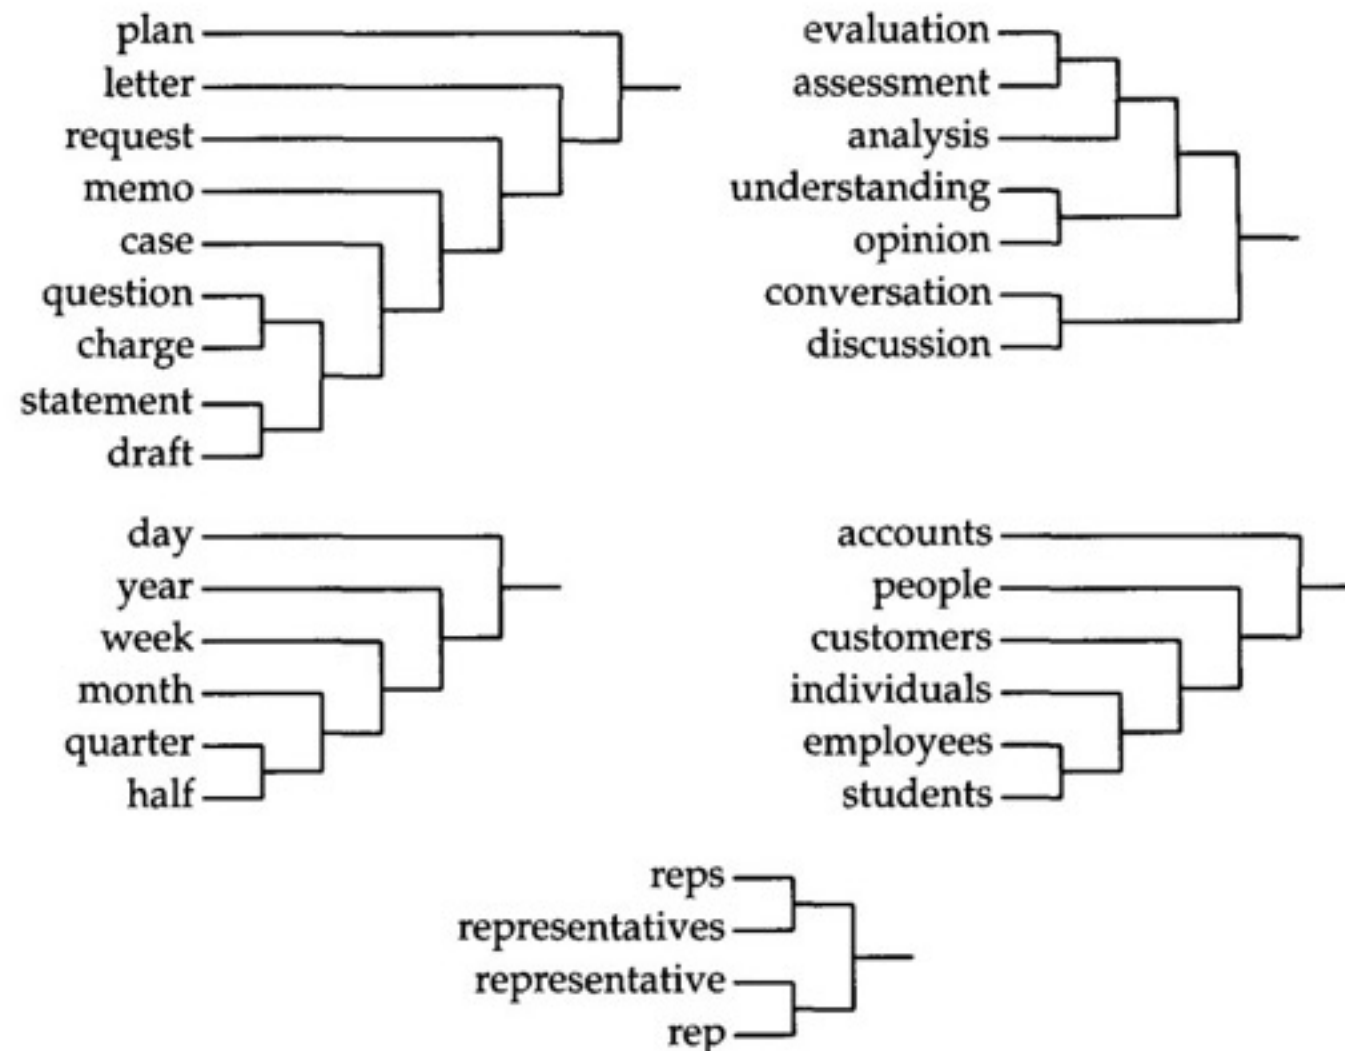 plan
letter
request
memo
case
question
charge
statement
draft
evaluation
assessment
analysis
understanding
opinion
conversation
discussion
day
year
week
month
quarter
half
accounts
people
customers
individuals
employees
students
reps
representatives
representative
rep